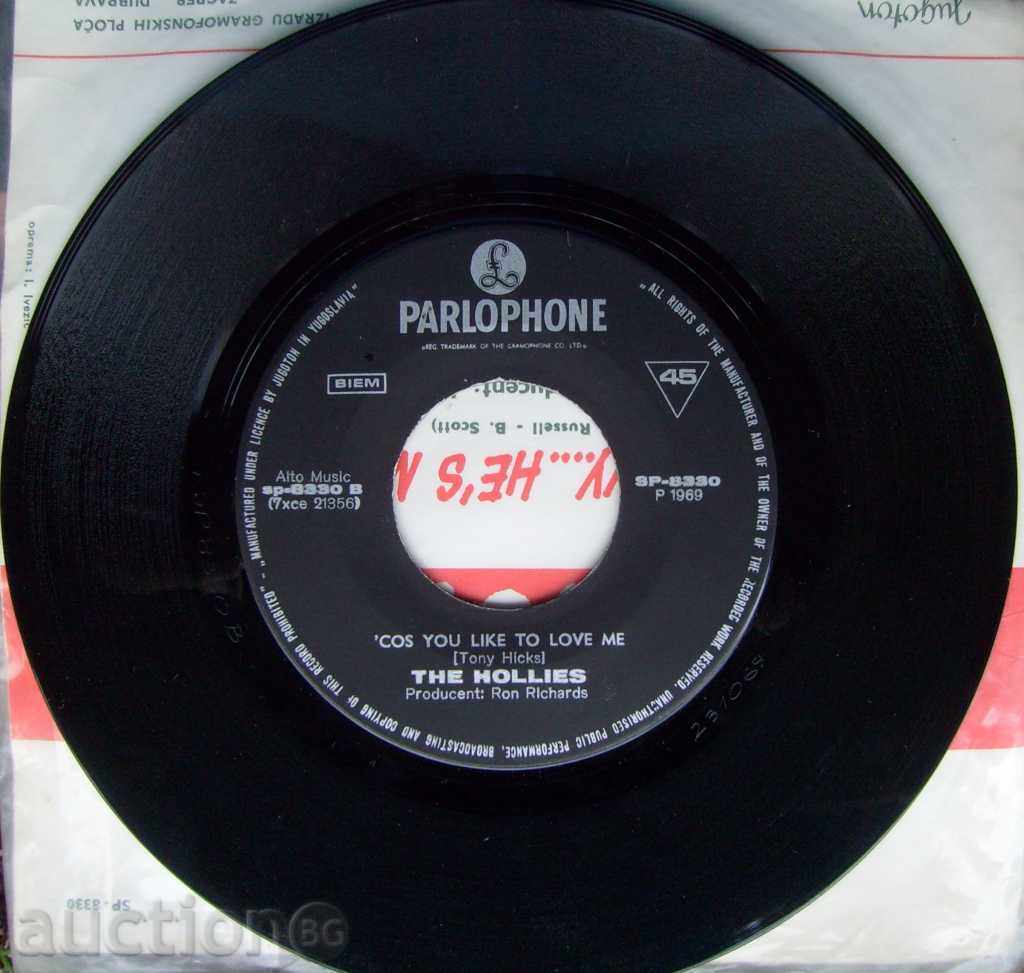 Jugoton
IZRADU GRAMOFONSKIH PLOČA
ZAGREB DUBRAVA
oprema: I. Ivezić
£
PARLOPHONE
„REG. TRADEMARK OF THE GRAMOPHONE CO. LTD.„
BIEM
45
Alto Music
sp-8330 B
(7xce 21356)
SP-8330
P 1969
Russell - B. Scott)
HE'S
'COS YOU LIKE TO LOVE ME
[Tony Hicks]
THE HOLLIES
Producent: Ron Richards
"MANUFACTURED UNDER LICENCE BY JUGOTON IN YUGOSLAVIA"
„ALL RIGHTS OF THE MANUFACTURER AND OF THE OWNER OF THE RECORDED WORK RESERVED. UNAUTHORISED PUBLIC PERFORMANCE, BROADCASTING AND COPYING OF THIS RECORD PROHIBITED"
SP-8330
auction BG